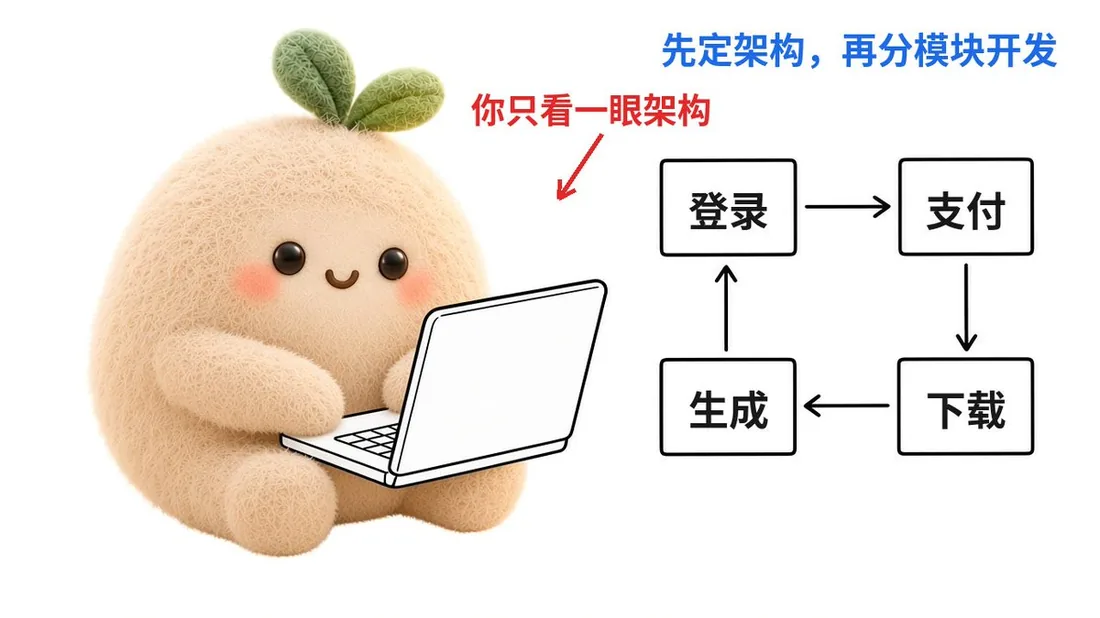 先定架构，再分模块开发
你只看一眼架构
登录
支付
生成
下载